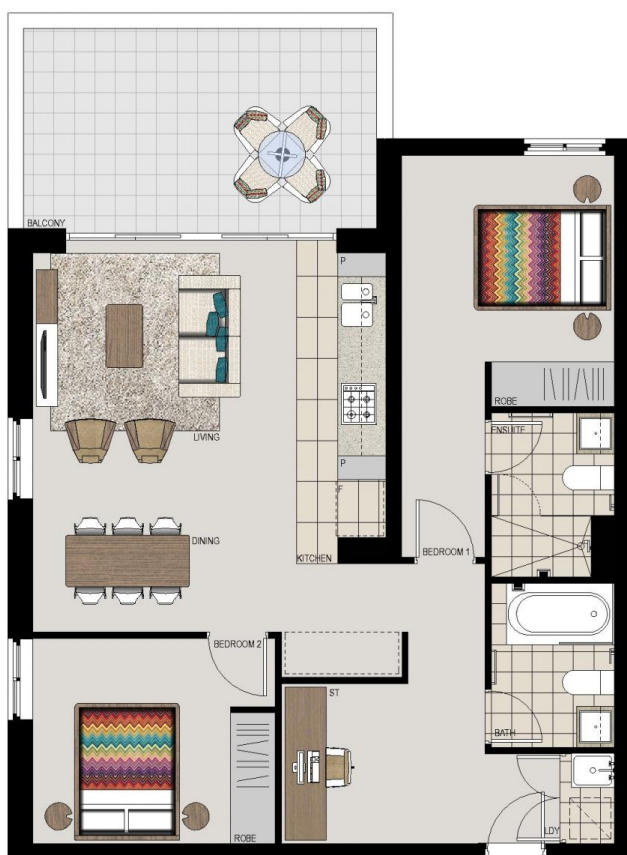 BALCONY
P
ROBE
ENSUITE
LIVING
P
F
DINING
KITCHEN
BEDROOM 1
BEDROOM 2
ST
BATH
LDY
ROBE